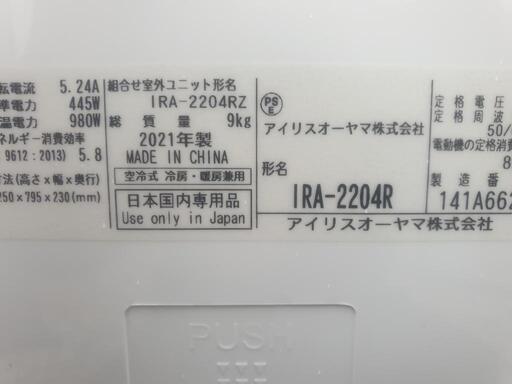 転電流 5.24A
準電力 445W
温電力 980W
ネルギー消費効率
9612:2013) 5.8
寸法(高さx幅x奥行)
250 x 795 x 230(mm)
組合せ室外ユニット形名
IRA-2204RZ
総質量 9kg
2021年製
MADE IN CHINA
空冷式 冷房・暖房兼用
日本国内専用品
Use only in Japan
PS
E
アイリスオーヤマ株式会社
形名
IRA-2204R
アイリスオーヤマ株式会社
定格電圧
定格周波
50/
電動機の定格消費
8
製造番
141A662
PUSH